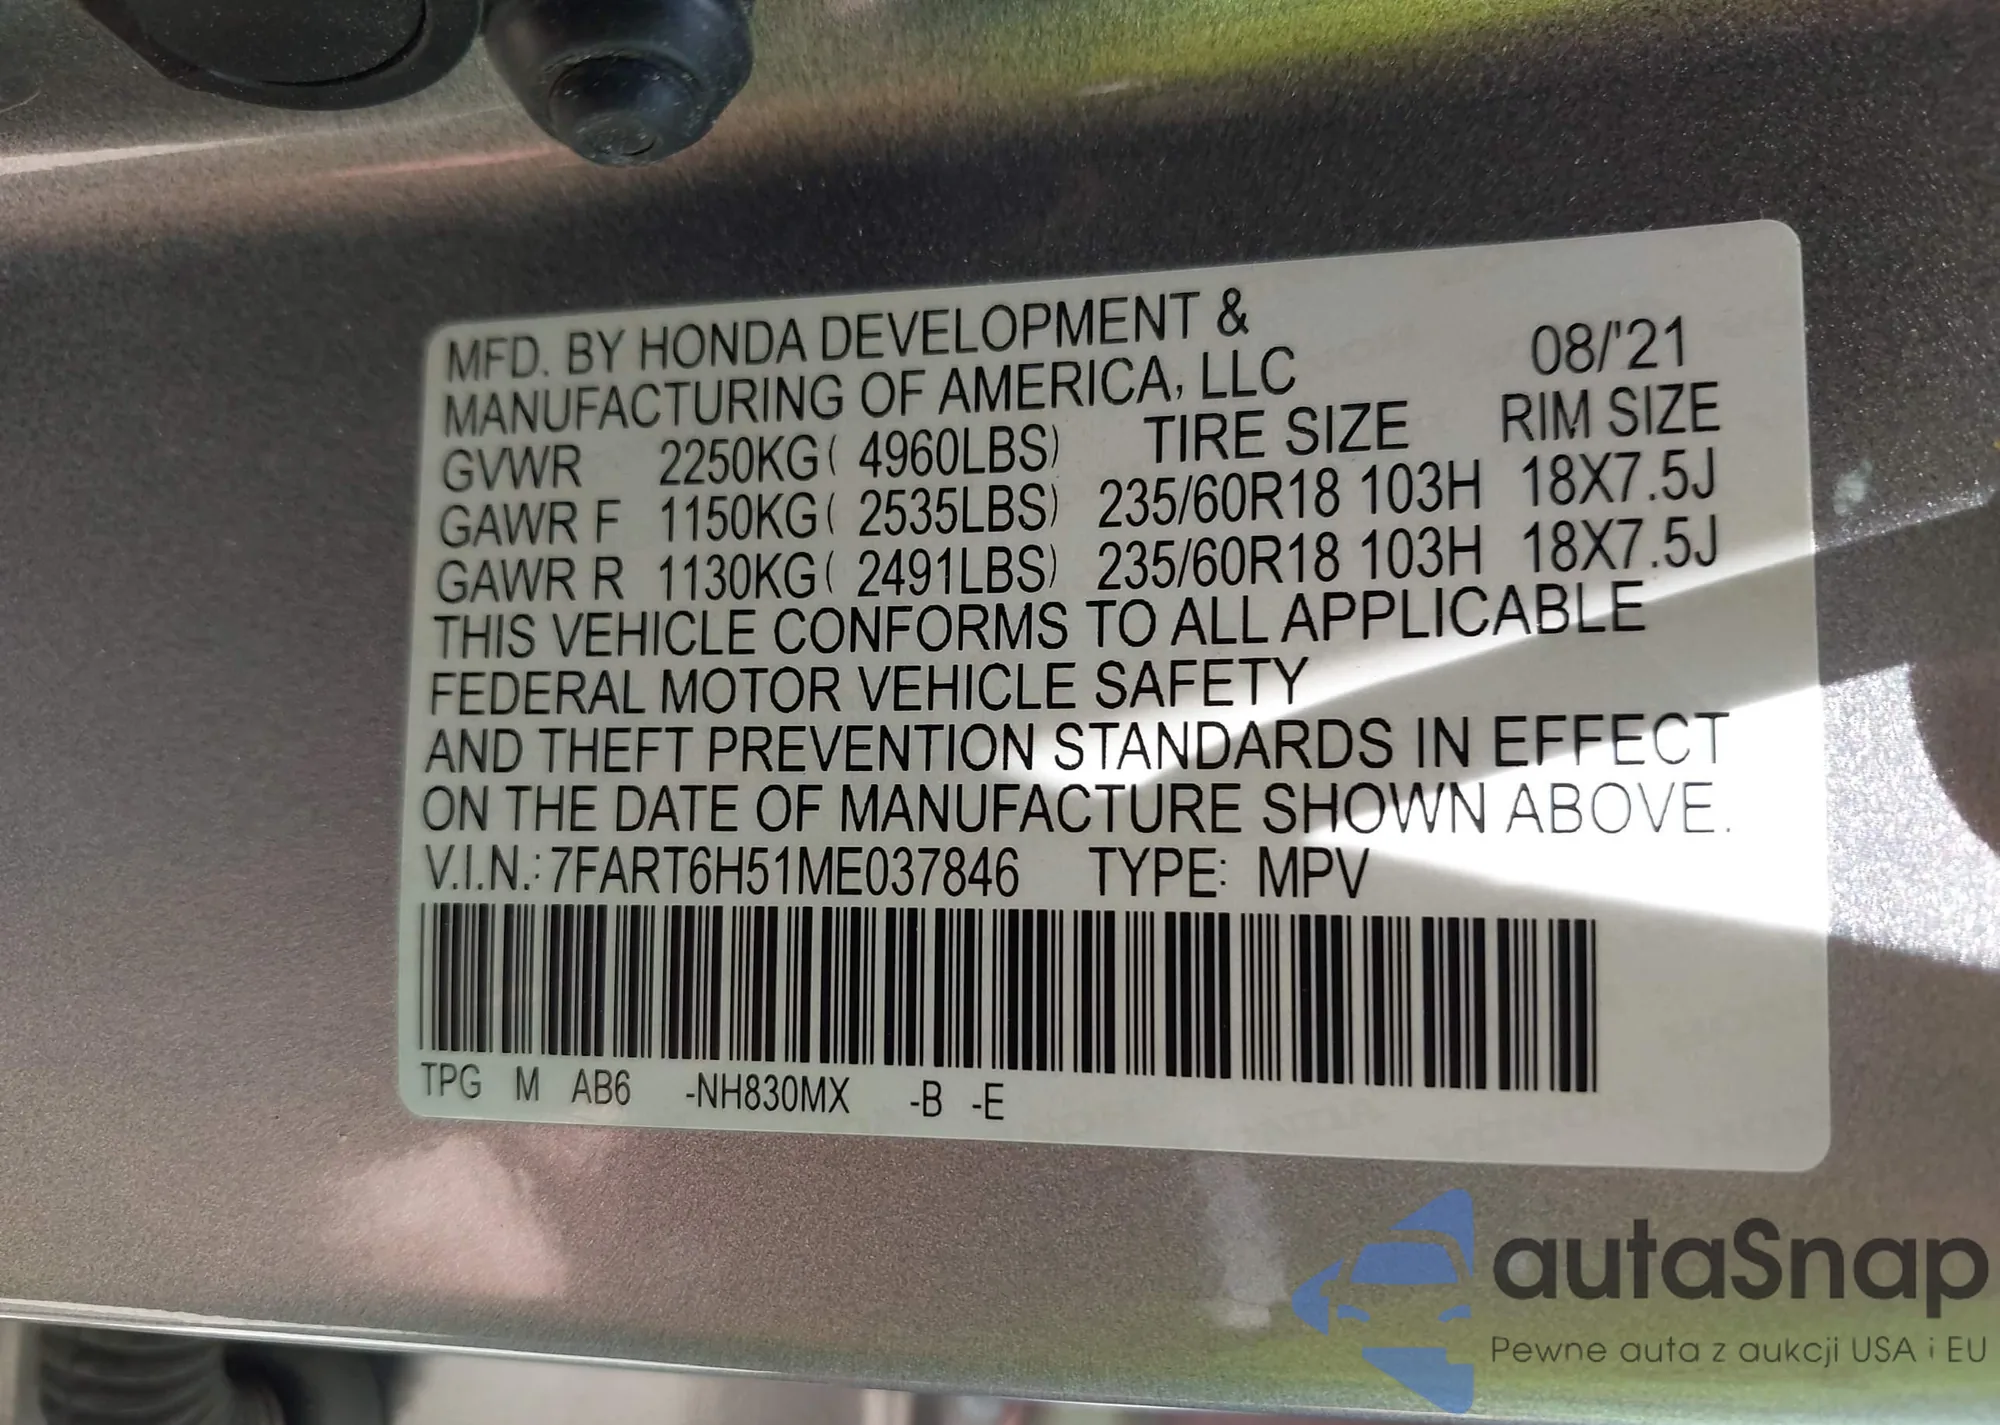 MFD. BY HONDA DEVELOPMENT &
MANUFACTURING OF AMERICA, LLC 08/'21
GVWR 2250KG( 4960LBS) TIRE SIZE RIM SIZE
GAWR F 1150KG( 2535LBS) 235/60R18 103H 18X7.5J
GAWR R 1130KG( 2491LBS) 235/60R18 103H 18X7.5J
THIS VEHICLE CONFORMS TO ALL APPLICABLE
FEDERAL MOTOR VEHICLE SAFETY
AND THEFT PREVENTION STANDARDS IN EFFECT
ON THE DATE OF MANUFACTURE SHOWN ABOVE.
V.I.N.: 7FART6H51ME037846 TYPE: MPV
TPG M AB6 -NH830MX -B -E
autaSnap
Pewne auta z aukcji USA i EU